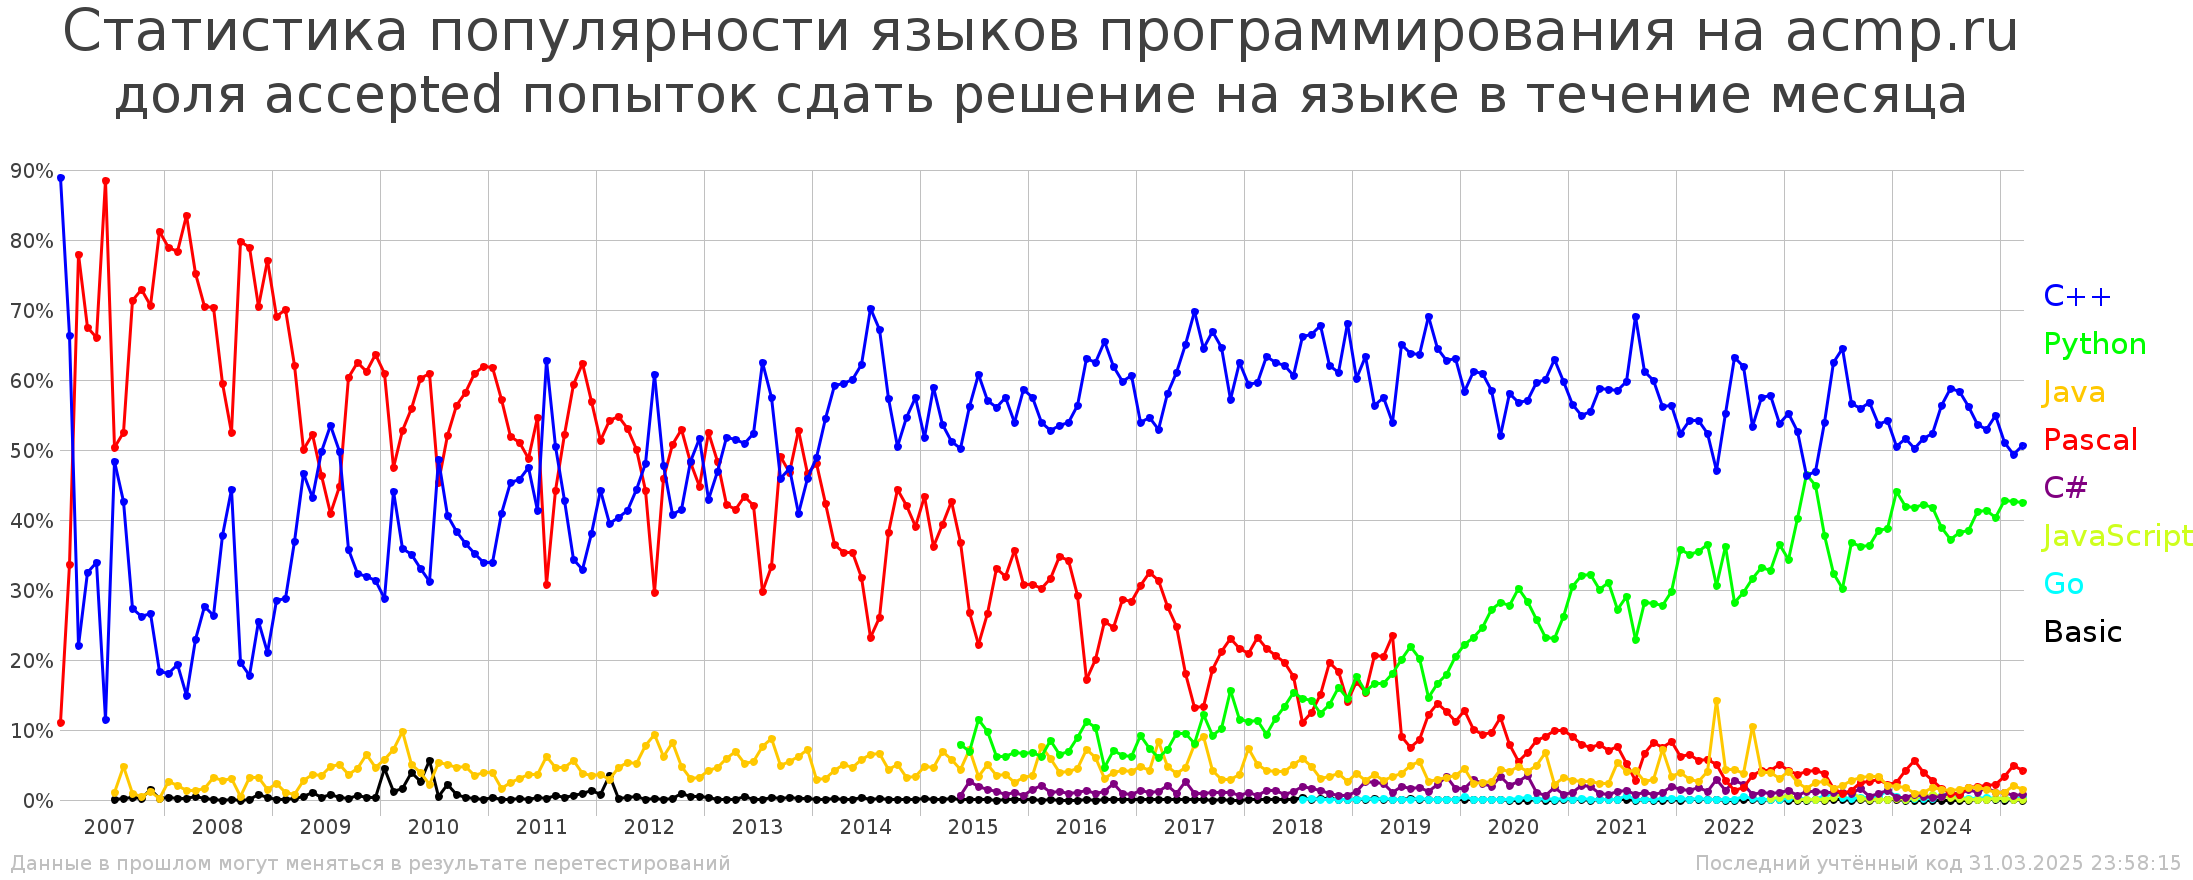 Статистика популярности языков программирования на acmp.ru
доля accepted попыток сдать решение на языке в течение месяца
90%
80%
70%
60%
50%
40%
30%
20%
10%
0%
2007 2008 2009 2010 2011 2012 2013 2014 2015 2016 2017 2018 2019 2020 2021 2022 2023 2024
C++
Python
Java
Pascal
C#
JavaScript
Go
Basic
Данные в прошлом могут меняться в результате перетестирований
Последний учтённый код 31.03.2025 23:58:15